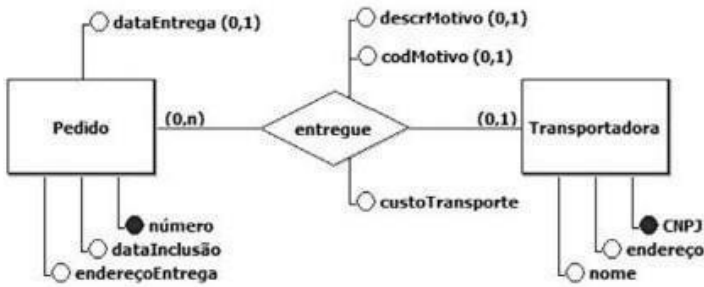 dataEntrega (0,1)
descrMotivo (0,1)
codMotivo (0,1)
Pedido
(0,n)
entregue
(0,1)
Transportadora
custoTransporte
número
dataInclusão
endereçoEntrega
CNPJ
endereço
nome